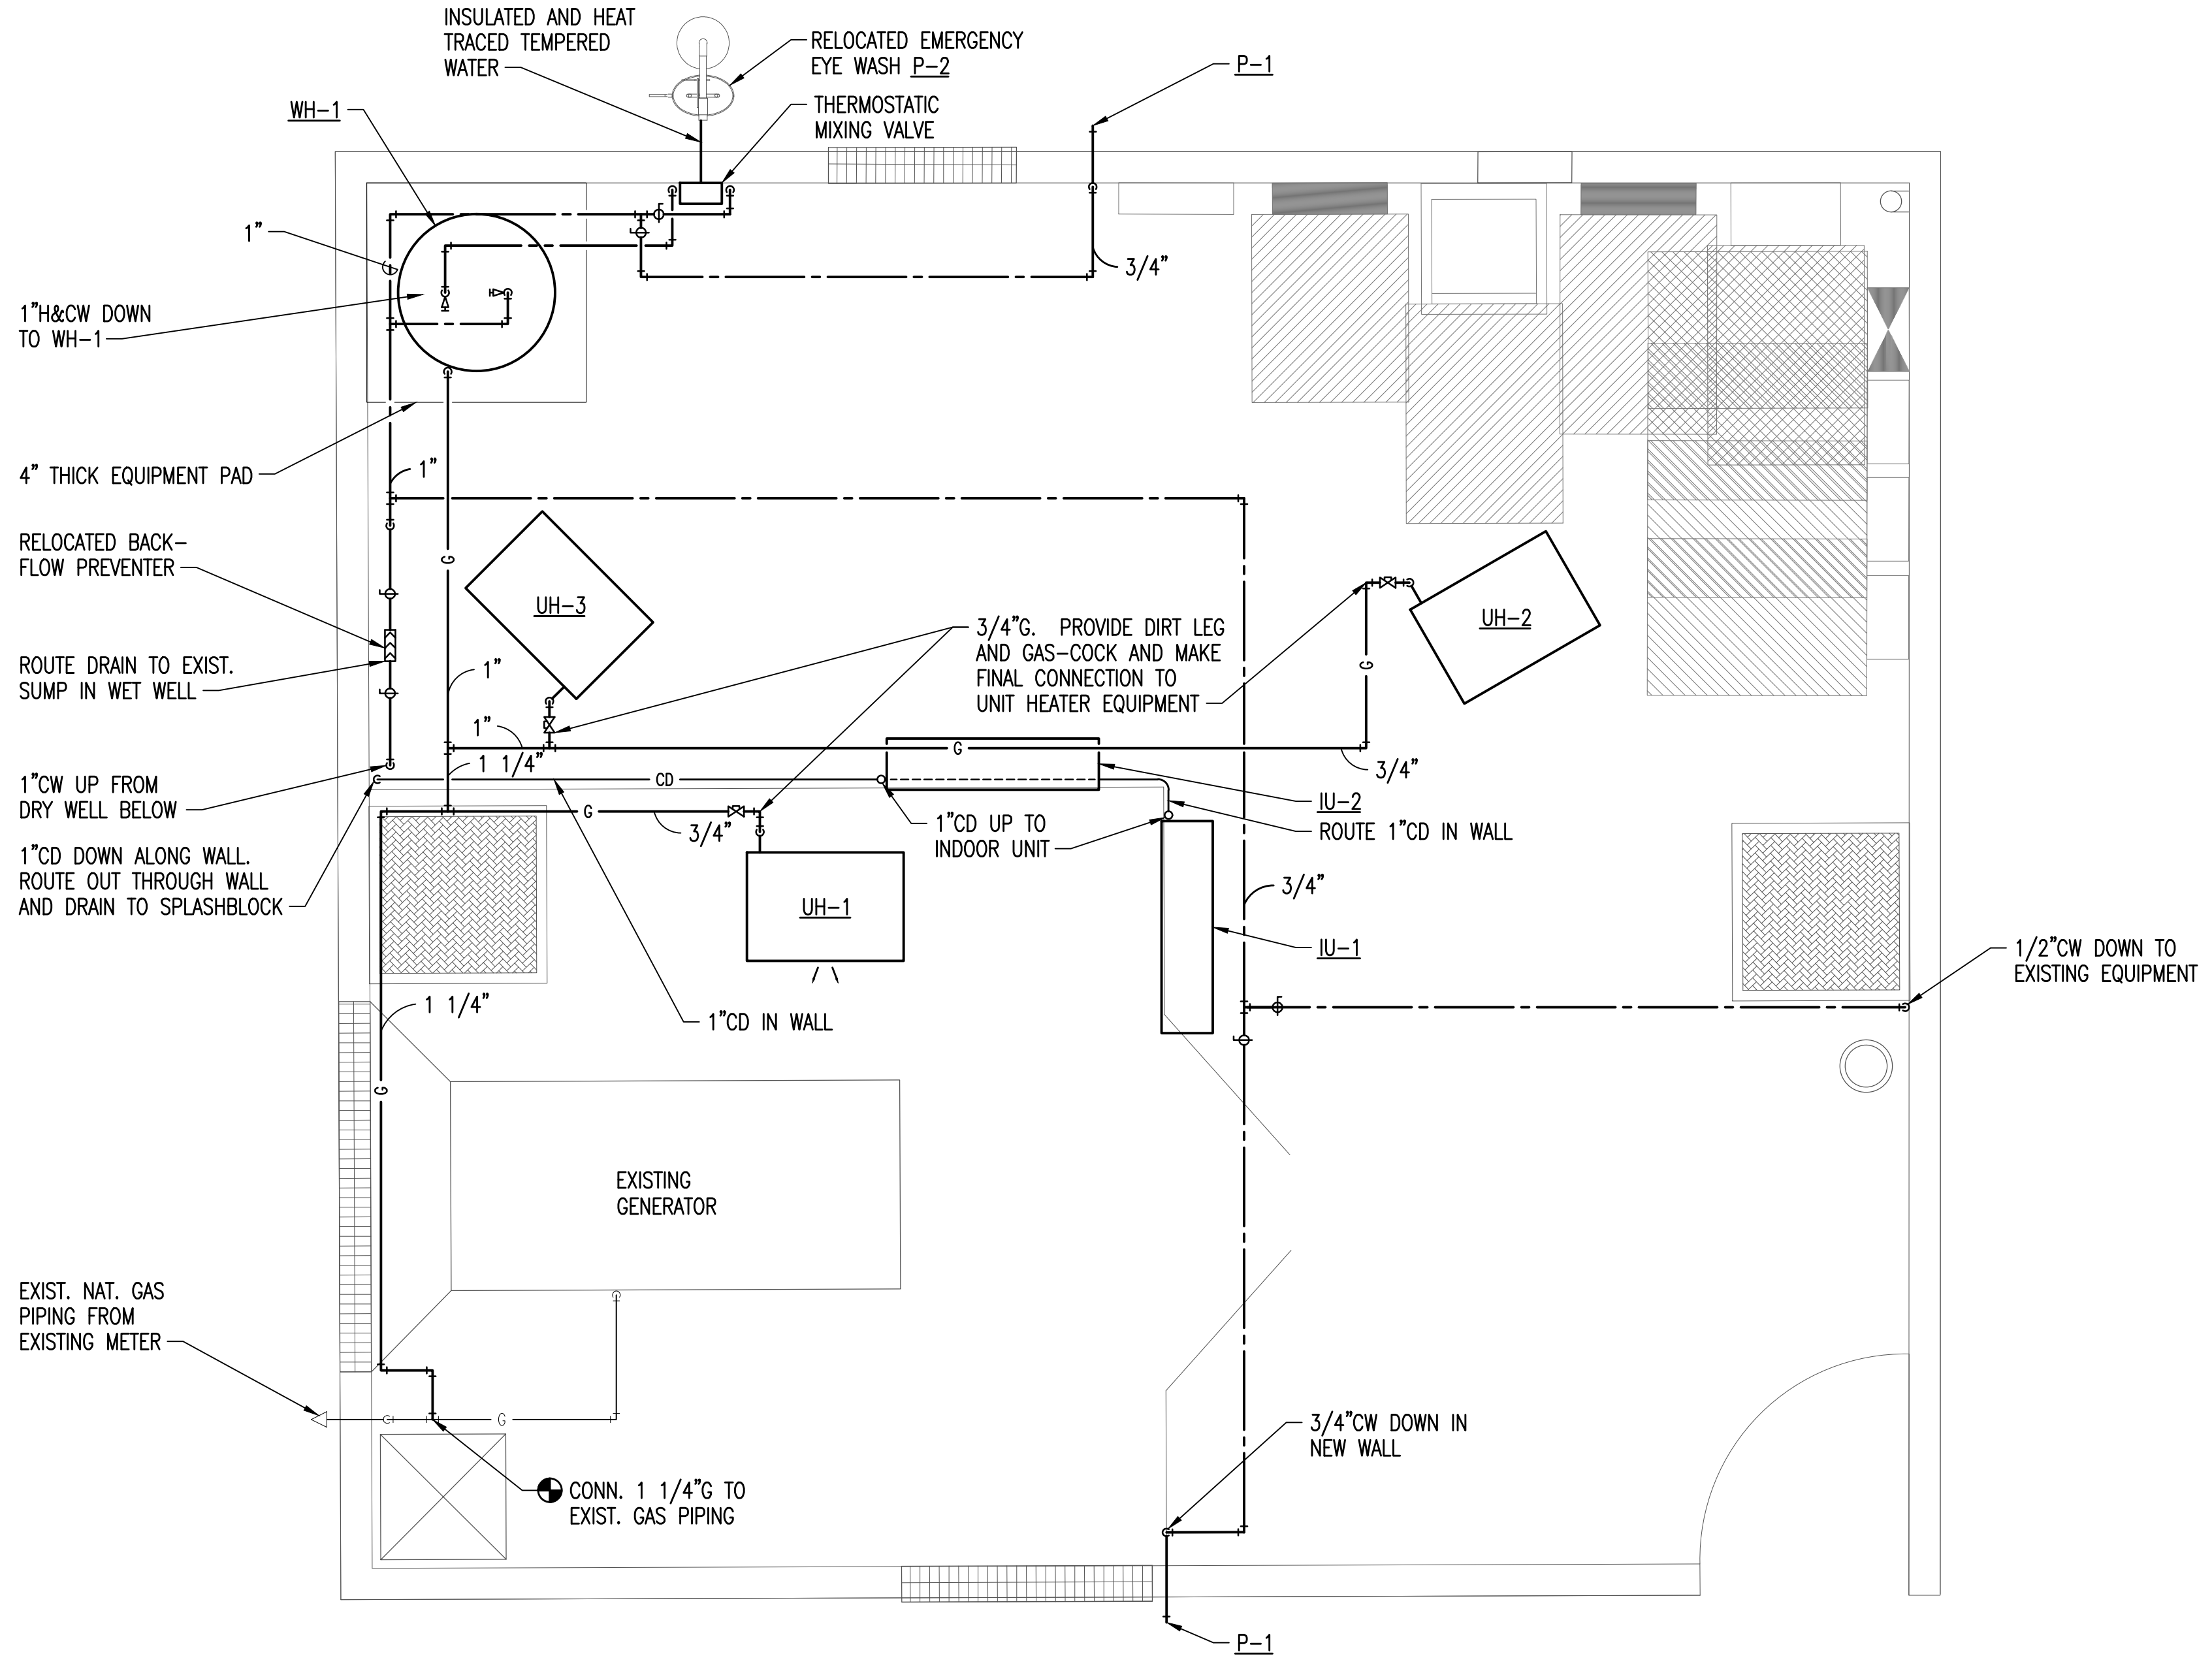 INSULATED AND HEAT
TRACED TEMPERED
WATER
RELOCATED EMERGENCY
EYE WASH P-2
THERMOSTATIC
MIXING VALVE
P-1
WH-1
1"
3/4"
1"H&CW DOWN
TO WH-1
4" THICK EQUIPMENT PAD
1"
RELOCATED BACK-
FLOW PREVENTER
G
UH-3
UH-2
3/4"G. PROVIDE DIRT LEG
AND GAS-COCK AND MAKE
FINAL CONNECTION TO
UNIT HEATER EQUIPMENT
G
ROUTE DRAIN TO EXIST.
SUMP IN WET WELL
1"
1"
1 1/4"
G
3/4"
1"CW UP FROM
DRY WELL BELOW
CD
IU-2
G
3/4"
1"CD UP TO
INDOOR UNIT
ROUTE 1"CD IN WALL
1"CD DOWN ALONG WALL.
ROUTE OUT THROUGH WALL
AND DRAIN TO SPLASHBLOCK
UH-1
3/4"
IU-1
1/2"CW DOWN TO
EXISTING EQUIPMENT
1 1/4"
1"CD IN WALL
G
EXISTING
GENERATOR
EXIST. NAT. GAS
PIPING FROM
EXISTING METER
G
3/4"CW DOWN IN
NEW WALL
CONN. 1 1/4"G TO
EXIST. GAS PIPING
P-1